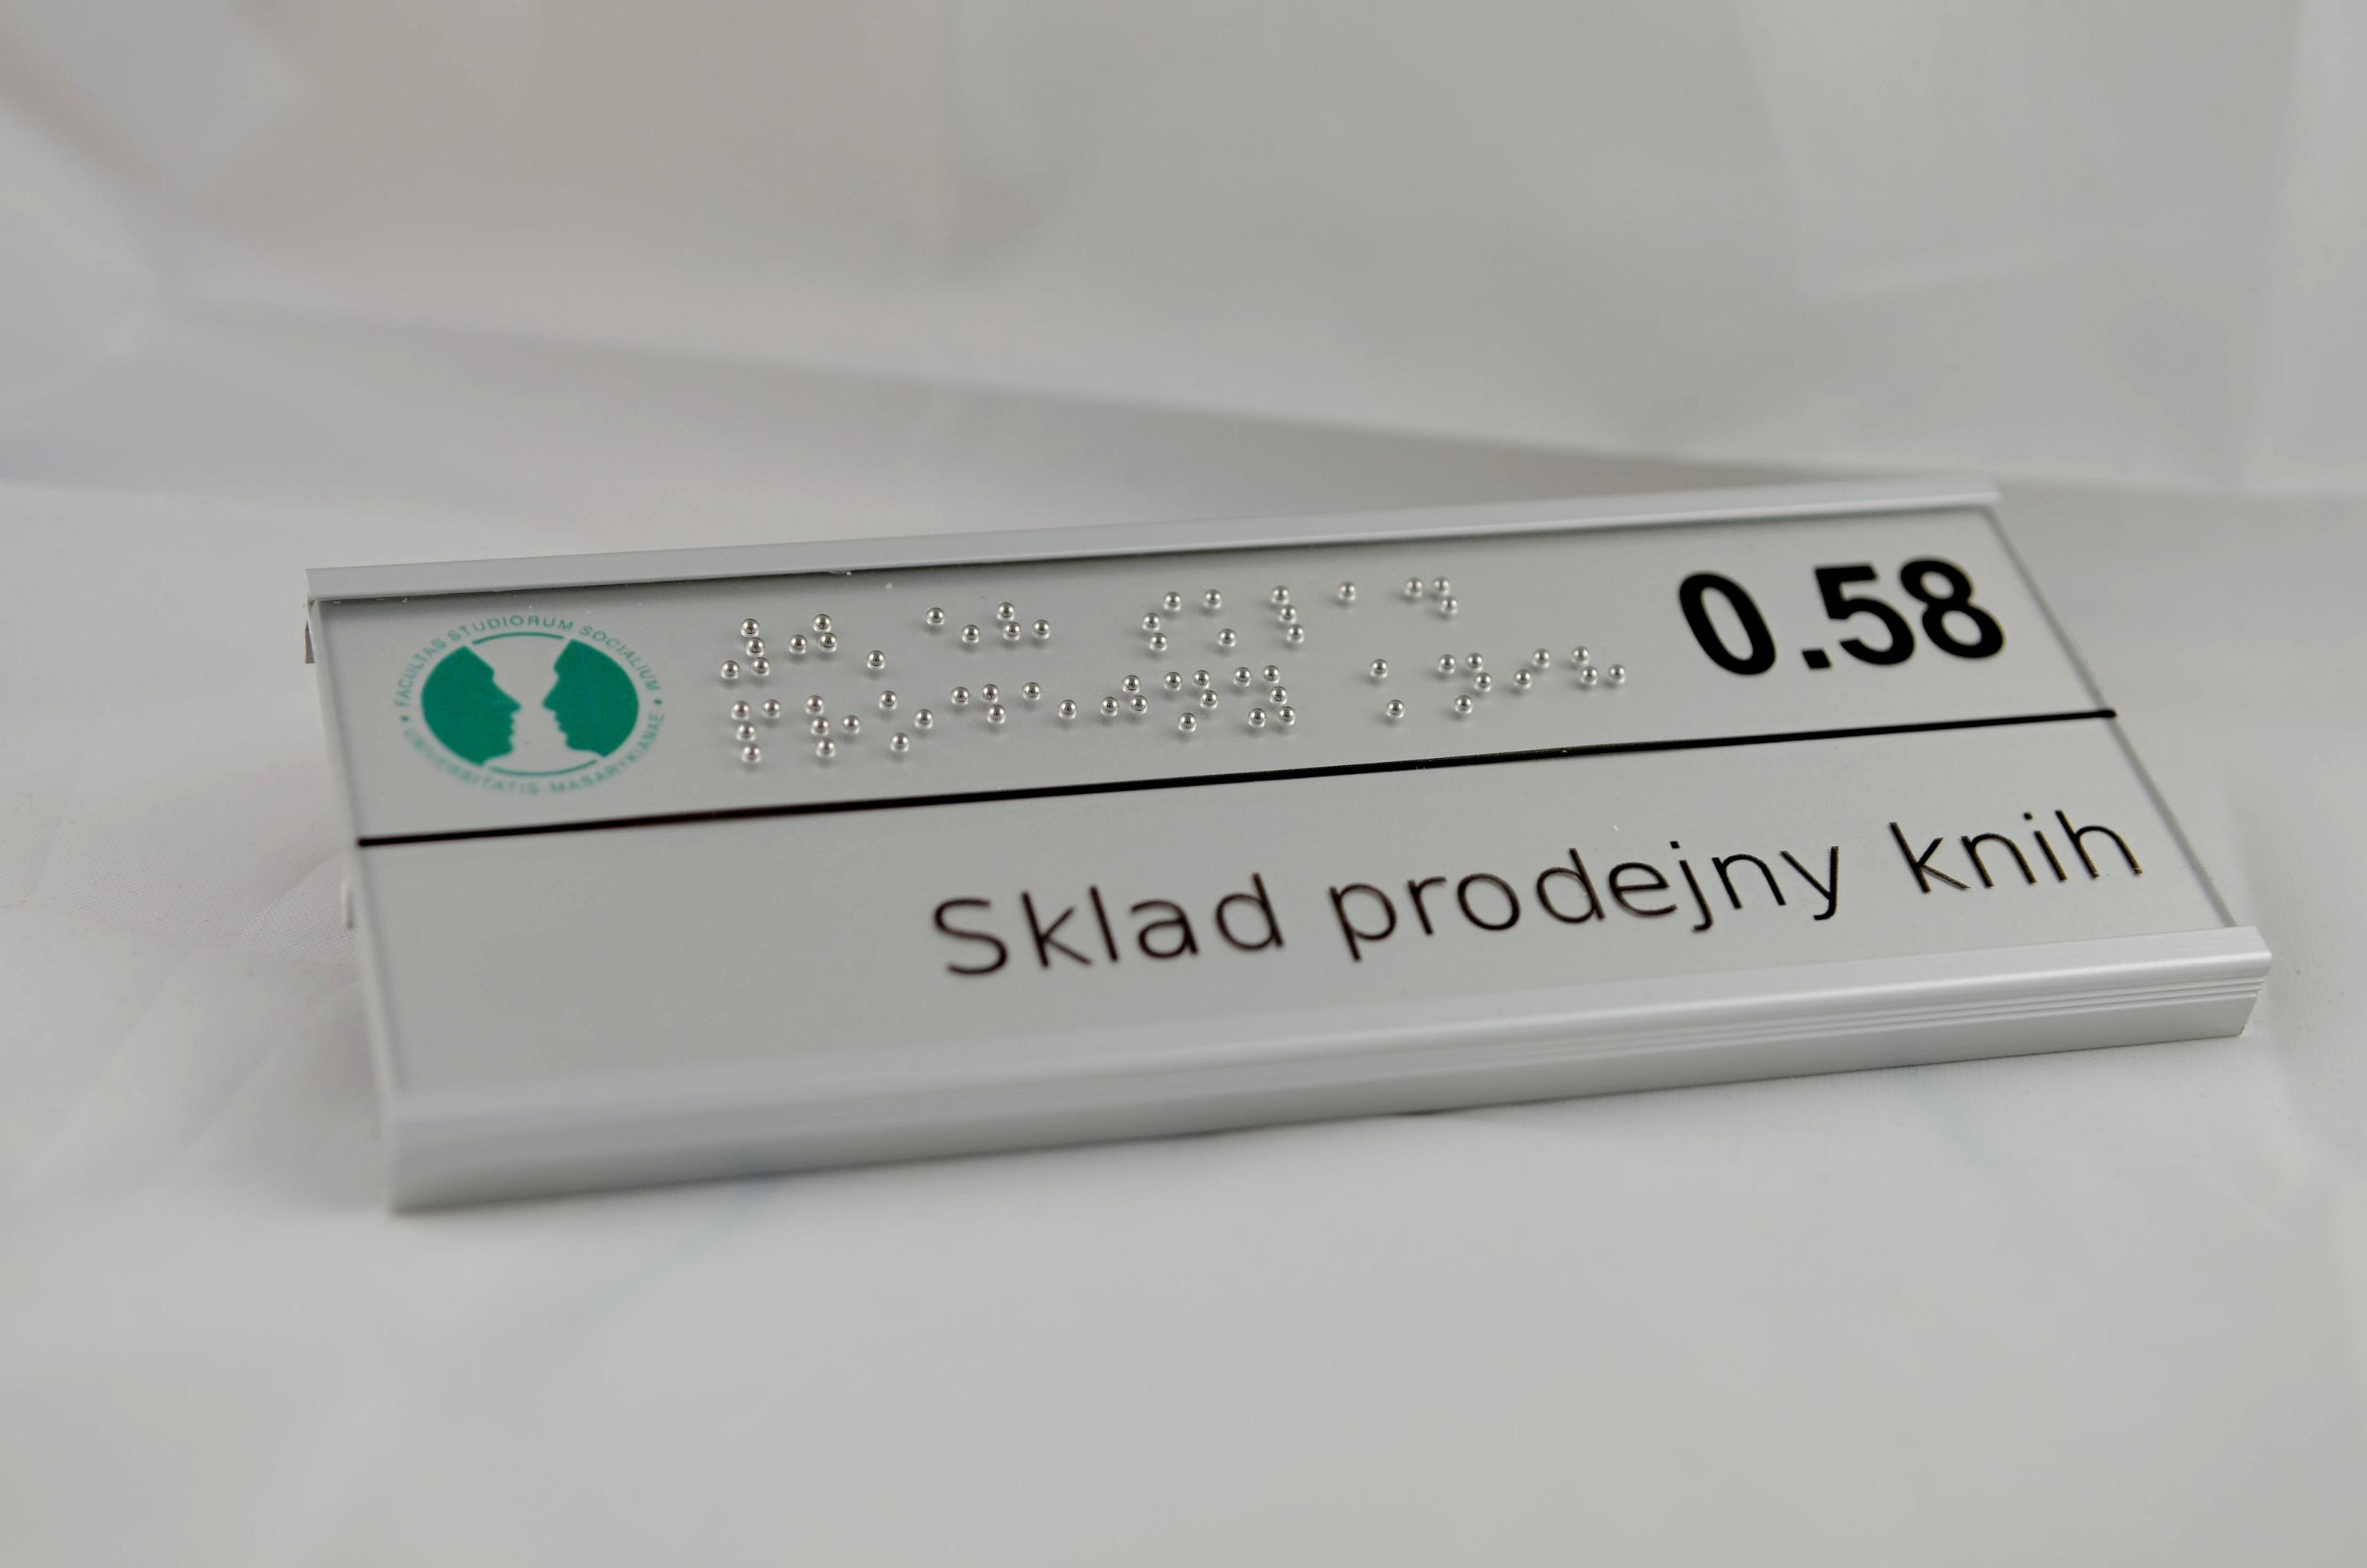 • FACULTAS STUDIORUM SOCIALIUM •
UNIVERSITATIS MASARYKIANAE
⠼⠚⠄⠑⠓ ⠎⠅⠇⠁⠙
⠏⠗⠕⠙⠑⠚⠝⠽ ⠅⠝⠊⠓
0.58
Sklad prodejny knih